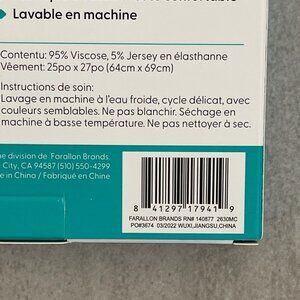 Lavable en machine
Contenu: 95% Viscose, 5% Jersey en élasthanne
Vêement: 25po x 27po (64cm x 69cm)
Instructions de soin:
Lavage en machine à l'eau froide, cycle délicat, avec
couleurs semblables. Ne pas blanchir. Séchage en
machine à basse température. Ne pas nettoyer à sec.
ne division de Farallon Brands:
City, CA 94587 (510) 550-4299
in China / Fabriqué en Chine
8 41297 17941 9
FARALLON BRANDS RN# 140877 2630MC
PO#3674 03/2022 WUXI,JIANGSU,CHINA